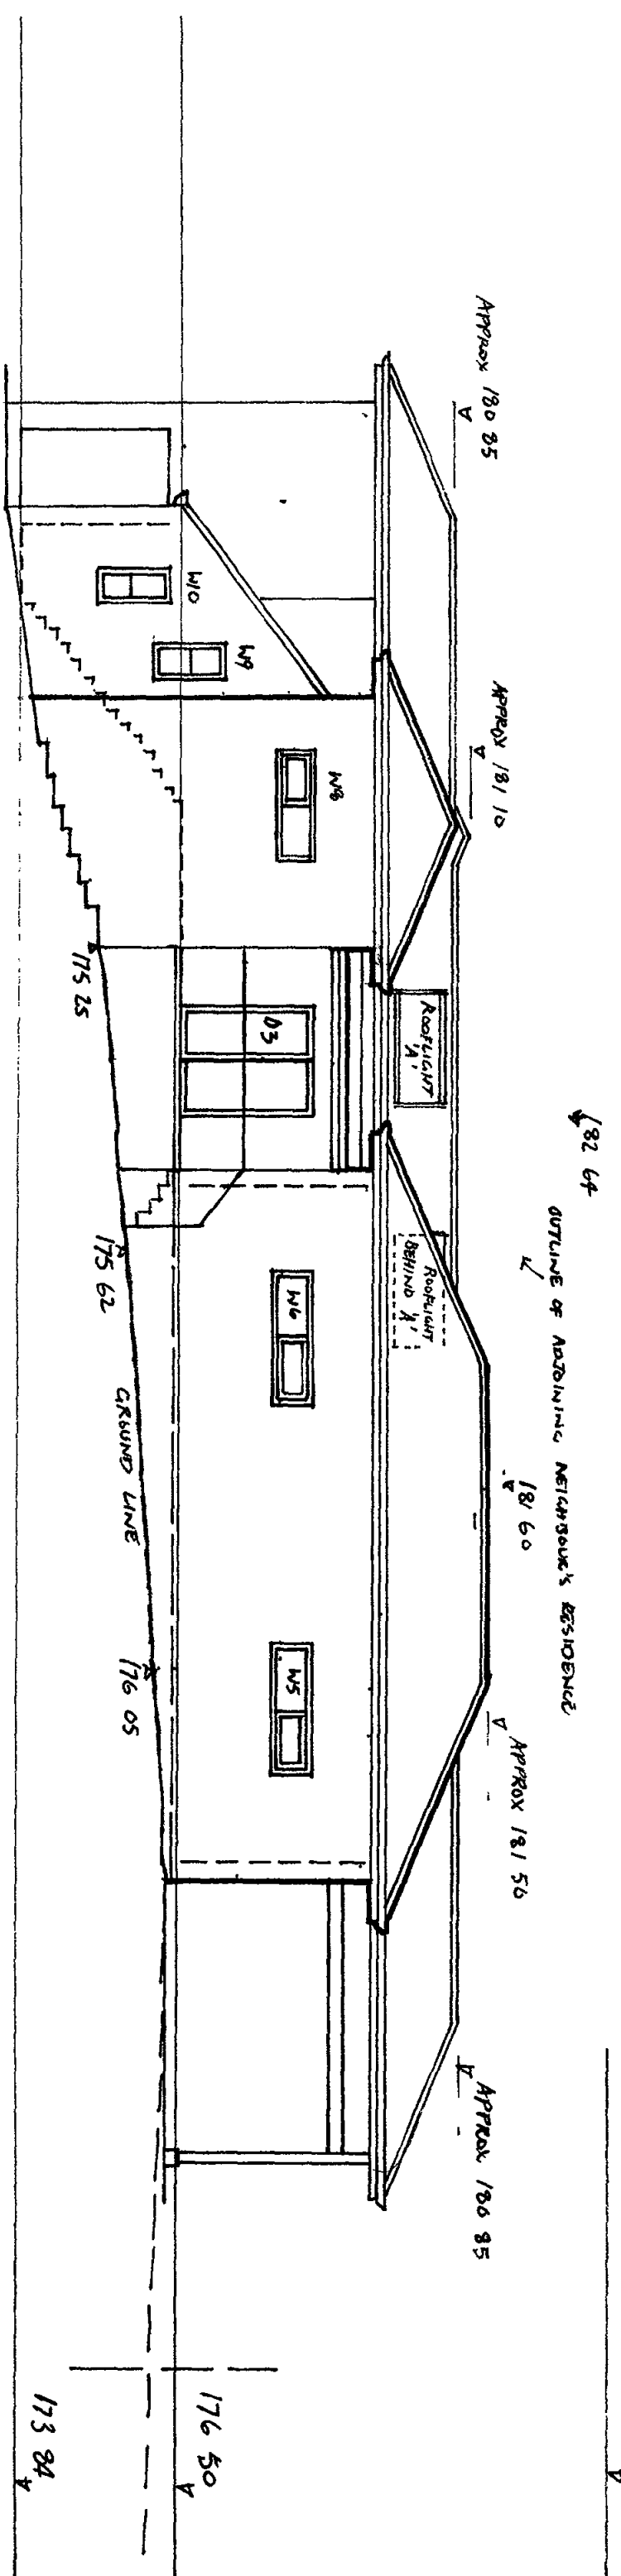 182 64
OUTLINE OF ADJOINING NEIGHBOUR'S RESIDENCE
181 60
APPROX 180 85
APPROX 181 10
APPROX 181 50
APPROX 180 85
ROOFLIGHT
'A'
ROOFLIGHT
BEHIND 'A'
W10
W9
W8
D3
W6
W5
175 25
175 62
GROUND LINE
176 05
176 50
173 84